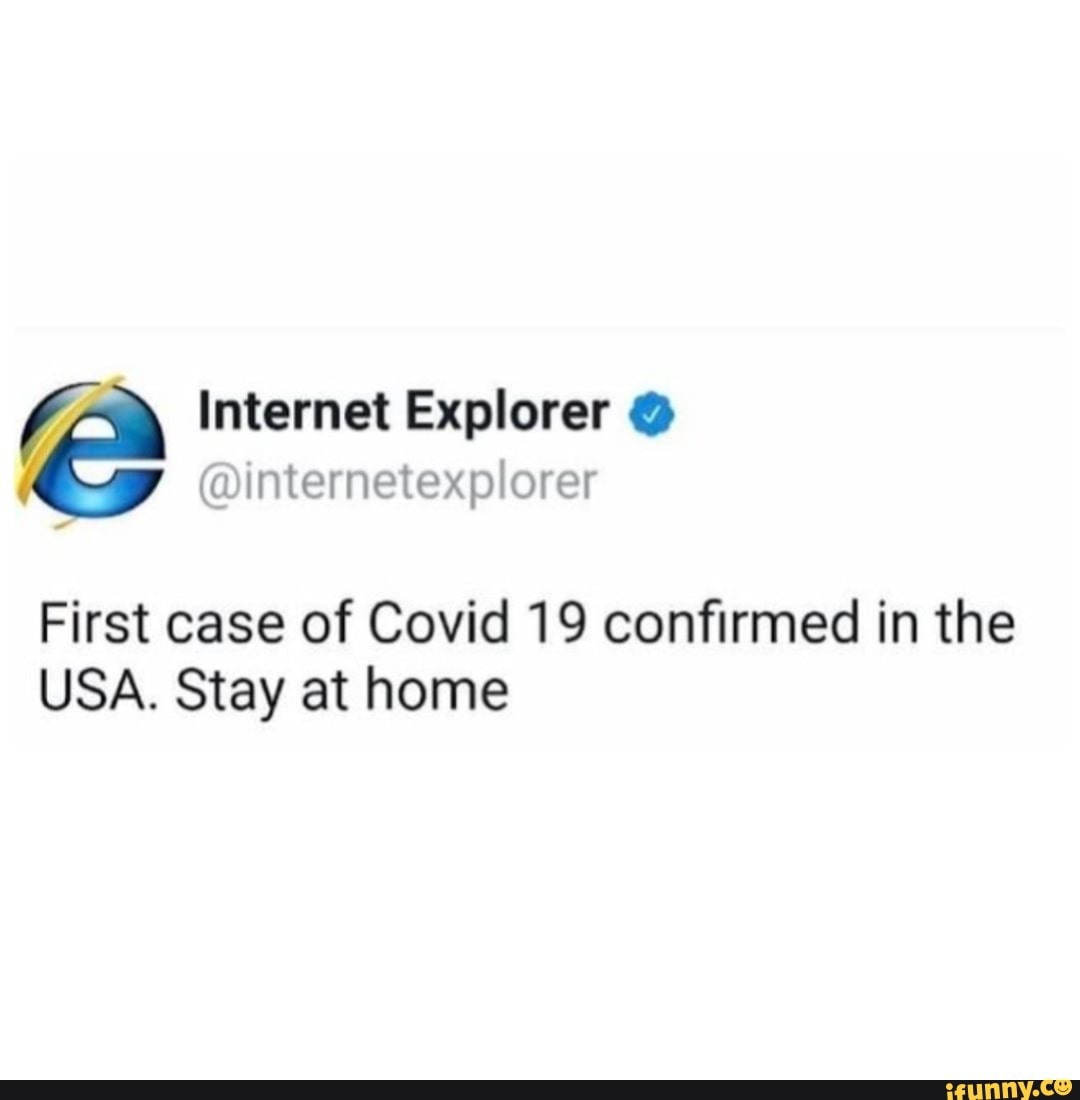 Internet Explorer
@internetexplorer
First case of Covid 19 confirmed in the
USA. Stay at home
ifunny.co